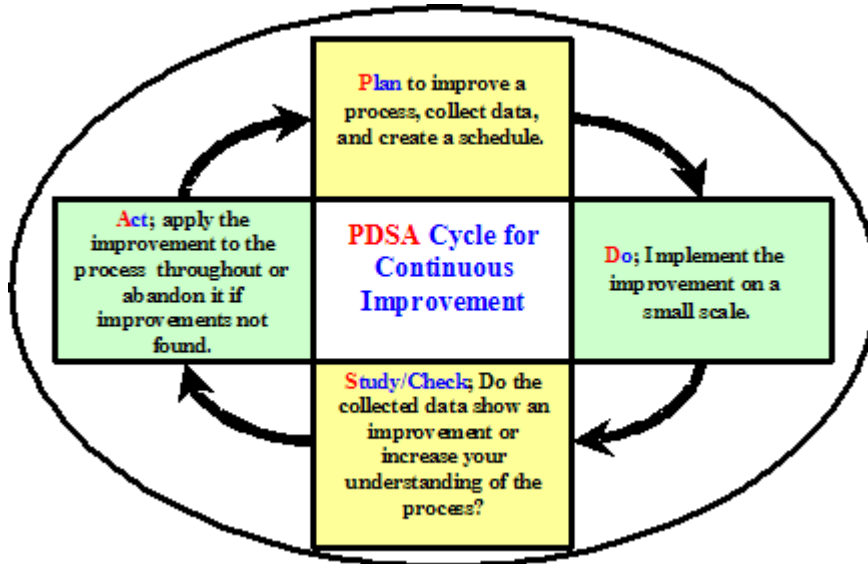 Plan to improve a
process, collect data,
and create a schedule.
Act; apply the
improvement to the
process throughout or
abandon it if
improvements not
found.
PDSA Cycle for
Continuous
Improvement
Do; Implement the
improvement on a
small scale.
Study/Check; Do the
collected data show an
improvement or
increase your
understanding of the
process?